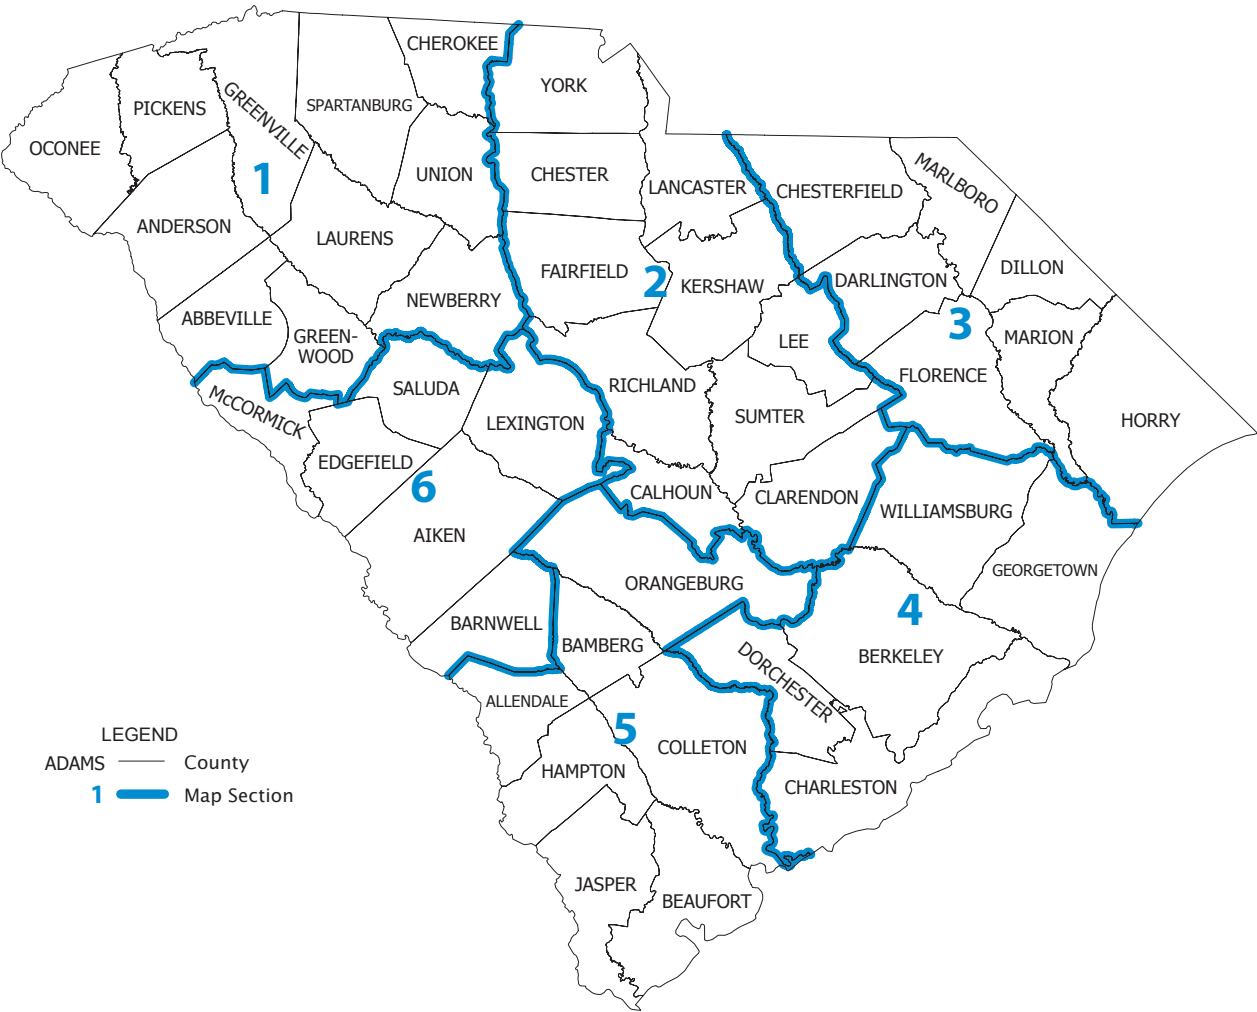 CHEROKEE
YORK
PICKENS
GREENVILLE
SPARTANBURG
OCONEE
UNION
CHESTER
LANCASTER
CHESTERFIELD
MARLBORO
1
ANDERSON
LAURENS
FAIRFIELD
2
KERSHAW
DARLINGTON
DILLON
ABBEVILLE
NEWBERRY
GREEN-
WOOD
LEE
3
MARION
SALUDA
RICHLAND
FLORENCE
McCORMICK
LEXINGTON
SUMTER
HORRY
EDGEFIELD
6
CALHOUN
CLARENDON
WILLIAMSBURG
AIKEN
ORANGEBURG
GEORGETOWN
BARNWELL
BAMBERG
4
DORCHESTER
BERKELEY
ALLENDALE
5
COLLETON
HAMPTON
CHARLESTON
JASPER
BEAUFORT
LEGEND
ADAMS County
1 Map Section